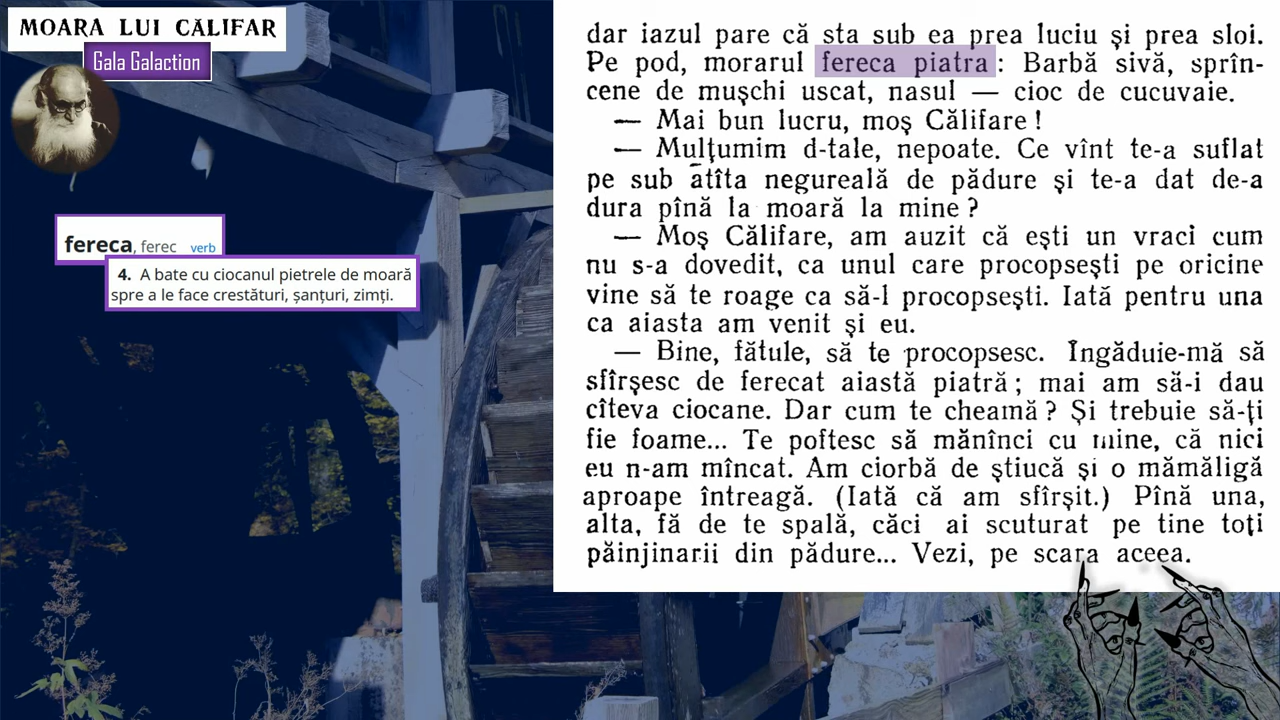 MOARA LUI CĂLIFAR
Gala Galaction
fereca, ferec verb
4. A bate cu ciocanul pietrele de moară
spre a le face crestături, șanțuri, zimți.
dar iazul pare că sta sub ea prea luciu și prea sloi.
Pe pod, morarul fereca piatra: Barbă sivă, sprîn-
cene de mușchi uscat, nasul — cioc de cucuvaie.
— Mai bun lucru, moș Călifare!
— Mulțumim d-tale, nepoate. Ce vînt te-a suflat
pe sub atîta negureală de pădure și te-a dat de-a
dura pînă la moară la mine?
— Moș Călifare, am auzit că ești un vraci cum
nu s-a dovedit, ca unul care procopsești pe oricine
vine să te roage ca să-l procopsești. Iată pentru una
ca aiasta am venit și eu.
— Bine, fătule, să te procopsesc. Îngăduie-mă să
sfîrșesc de ferecat aiastă piatră; mai am să-i dau
cîteva ciocane. Dar cum te cheamă? Și trebuie să-ți
fie foame... Te poftesc să mănînci cu mine, că nici
eu n-am mîncat. Am ciorbă de știucă și o mămăligă
aproape întreagă. (Iată că am sfîrșit.) Pînă una,
alta, fă de te spală, căci ai scuturat pe tine toți
păinjinarii din pădure... Vezi, pe scara aceea.